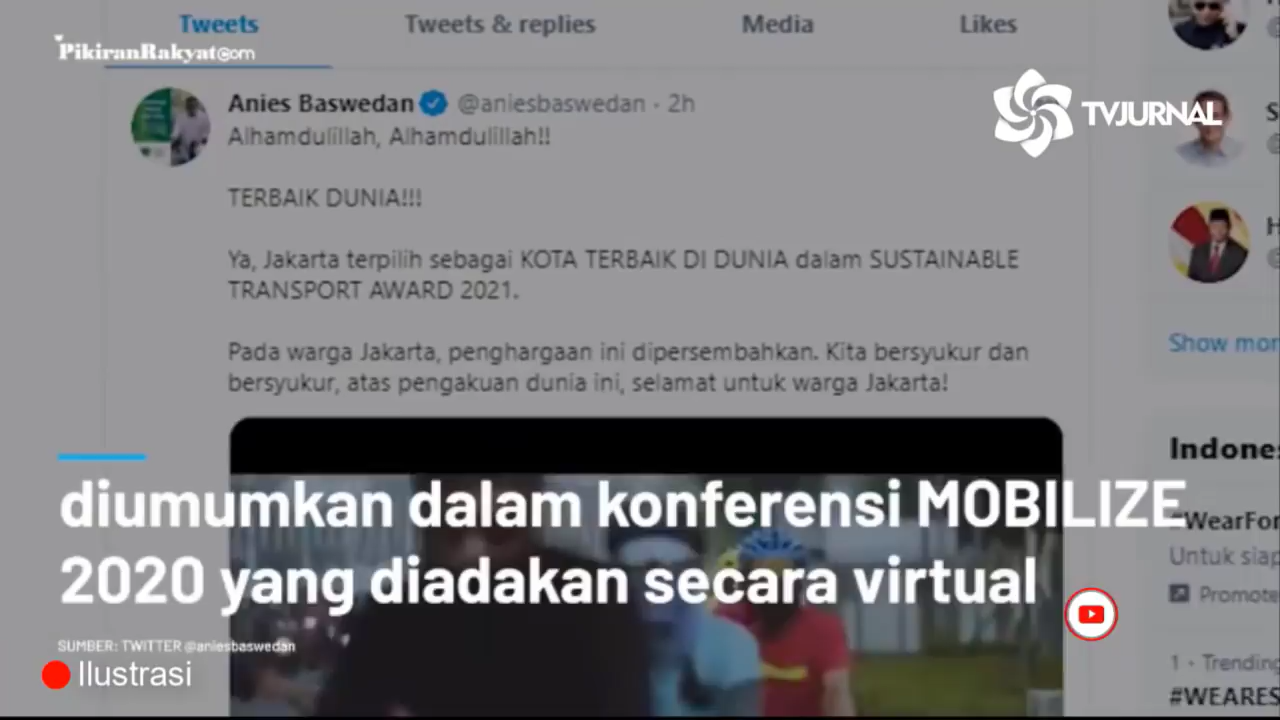 Tweets
Tweets & replies
Media
Likes
PikiranRakyat.com
Anies Baswedan @aniesbaswedan · 2h
TVJURNAL
Alhamdulillah, Alhamdulillah!!
TERBAIK DUNIA!!!
Ya, Jakarta terpilih sebagai KOTA TERBAIK DI DUNIA dalam SUSTAINABLE
TRANSPORT AWARD 2021.
Pada warga Jakarta, penghargaan ini dipersembahkan. Kita bersyukur dan
bersyukur, atas pengakuan dunia ini, selamat untuk warga Jakarta!
Show mor
Indones
diumumkan dalam konferensi MOBILIZE
2020 yang diadakan secara virtual
#WearFor
Untuk siap
Promote
SUMBER: TWITTER @aniesbaswedan
Ilustrasi
1 · Trending
#WEARES